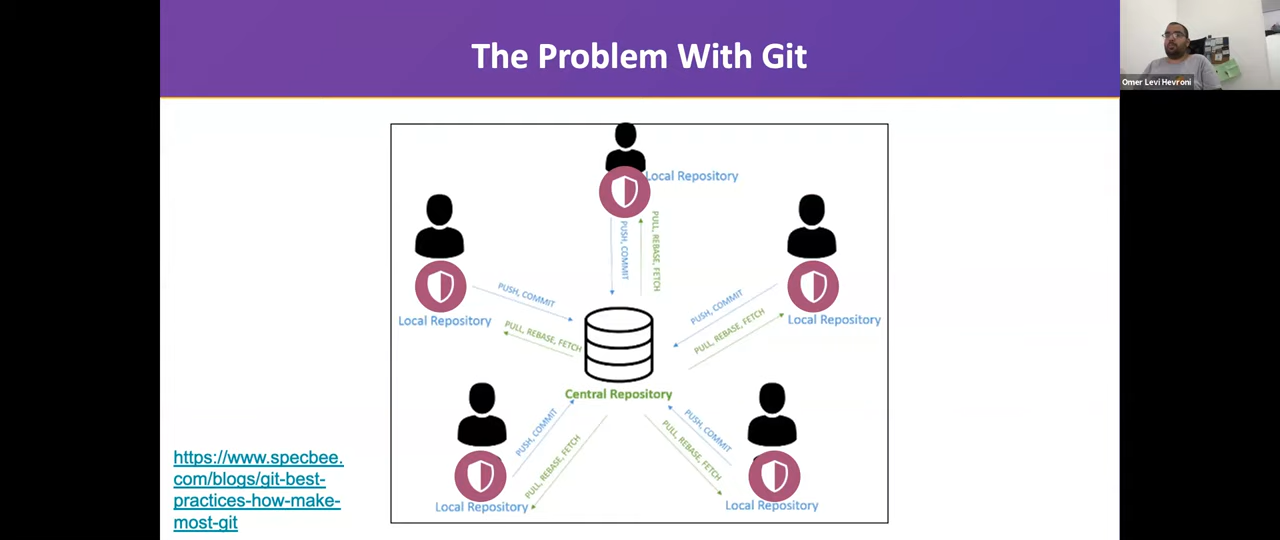 The Problem With Git
Omer Levi Hevroni
Local Repository
PUSH, COMMIT
PULL, REBASE, FETCH
PUSH, COMMIT
PULL, REBASE, FETCH
Local Repository
PUSH, COMMIT
PULL, REBASE, FETCH
Local Repository
Central Repository
PUSH, COMMIT
PULL, REBASE, FETCH
Local Repository
PUSH, COMMIT
PULL, REBASE, FETCH
Local Repository
https://www.specbee.
com/blogs/git-best-
practices-how-make-
most-git